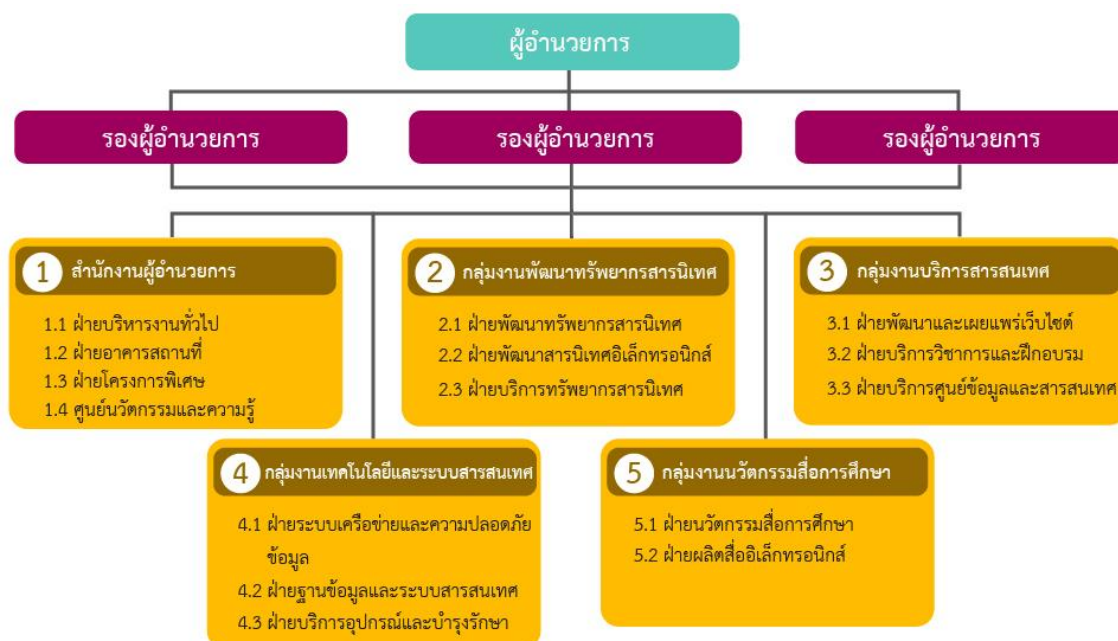 ผู้อำนวยการ
รองผู้อำนวยการ
รองผู้อำนวยการ
รองผู้อำนวยการ
1 สำนักงานผู้อำนวยการ
1.1 ฝ่ายบริหารงานทั่วไป
1.2 ฝ่ายอาคารสถานที่
1.3 ฝ่ายโครงการพิเศษ
1.4 ศูนย์นวัตกรรมและความรู้
2 กลุ่มงานพัฒนาทรัพยากรสารนิเทศ
2.1 ฝ่ายพัฒนาทรัพยากรสารนิเทศ
2.2 ฝ่ายพัฒนาสารนิเทศอิเล็กทรอนิกส์
2.3 ฝ่ายบริการทรัพยากรสารนิเทศ
3 กลุ่มงานบริการสารสนเทศ
3.1 ฝ่ายพัฒนาและเผยแพร่เว็บไซต์
3.2 ฝ่ายบริการวิชาการและฝึกอบรม
3.3 ฝ่ายบริการศูนย์ข้อมูลและสารสนเทศ
4 กลุ่มงานเทคโนโลยีและระบบสารสนเทศ
4.1 ฝ่ายระบบเครือข่ายและความปลอดภัย
ข้อมูล
4.2 ฝ่ายฐานข้อมูลและระบบสารสนเทศ
4.3 ฝ่ายบริการอุปกรณ์และบำรุงรักษา
5 กลุ่มงานนวัตกรรมสื่อการศึกษา
5.1 ฝ่ายนวัตกรรมสื่อการศึกษา
5.2 ฝ่ายผลิตสื่ออิเล็กทรอนิกส์